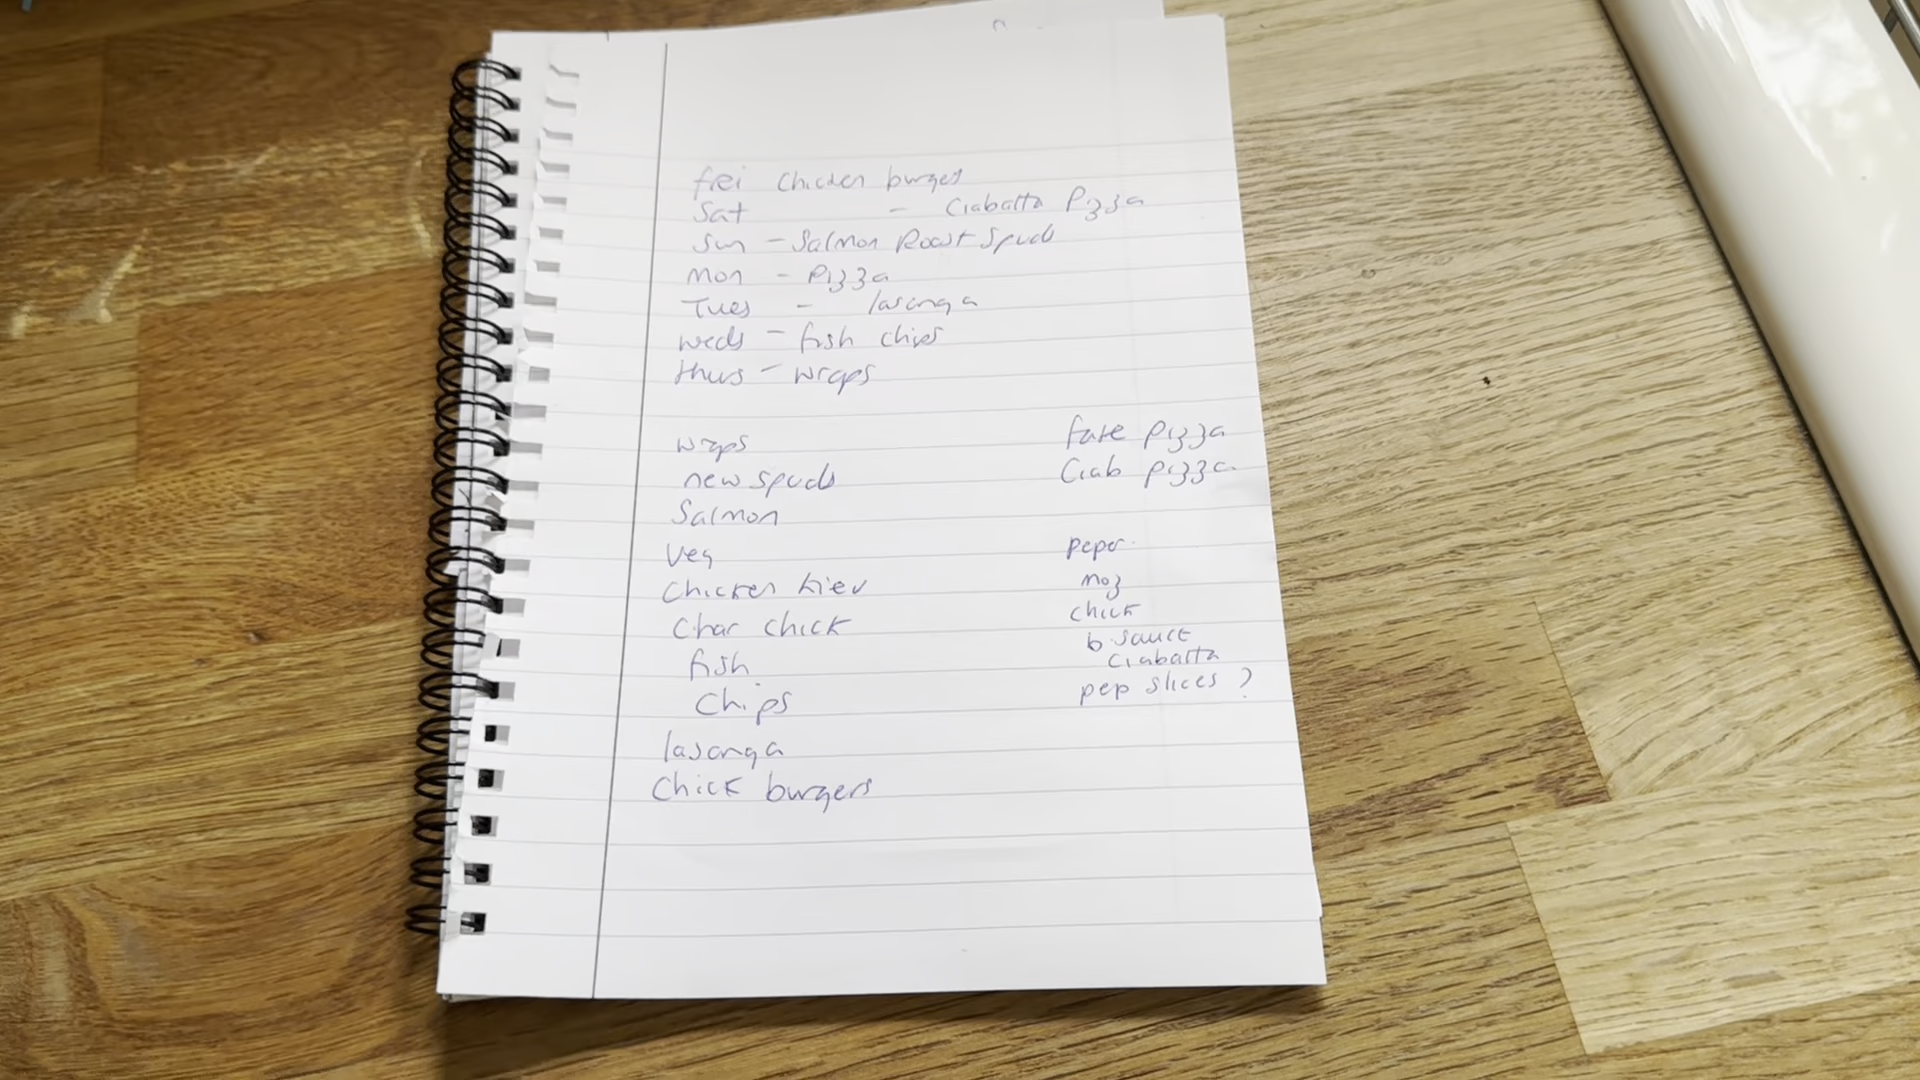 frei chicken burges
Sat - Ciabatta Pizza
Sun - Salmon Roast Spuds
mon - Pizza
Tues - lasanga
weds - fish chips
thurs - wraps
wraps
new spuds
Salmon
Veg
Chicken kiev
Char chick
fish
Chips
lasanga
Chick burgers
fake pizza
Ciab pizza
peper
moz
chick
b. sauce
ciabatta
pep slices ?